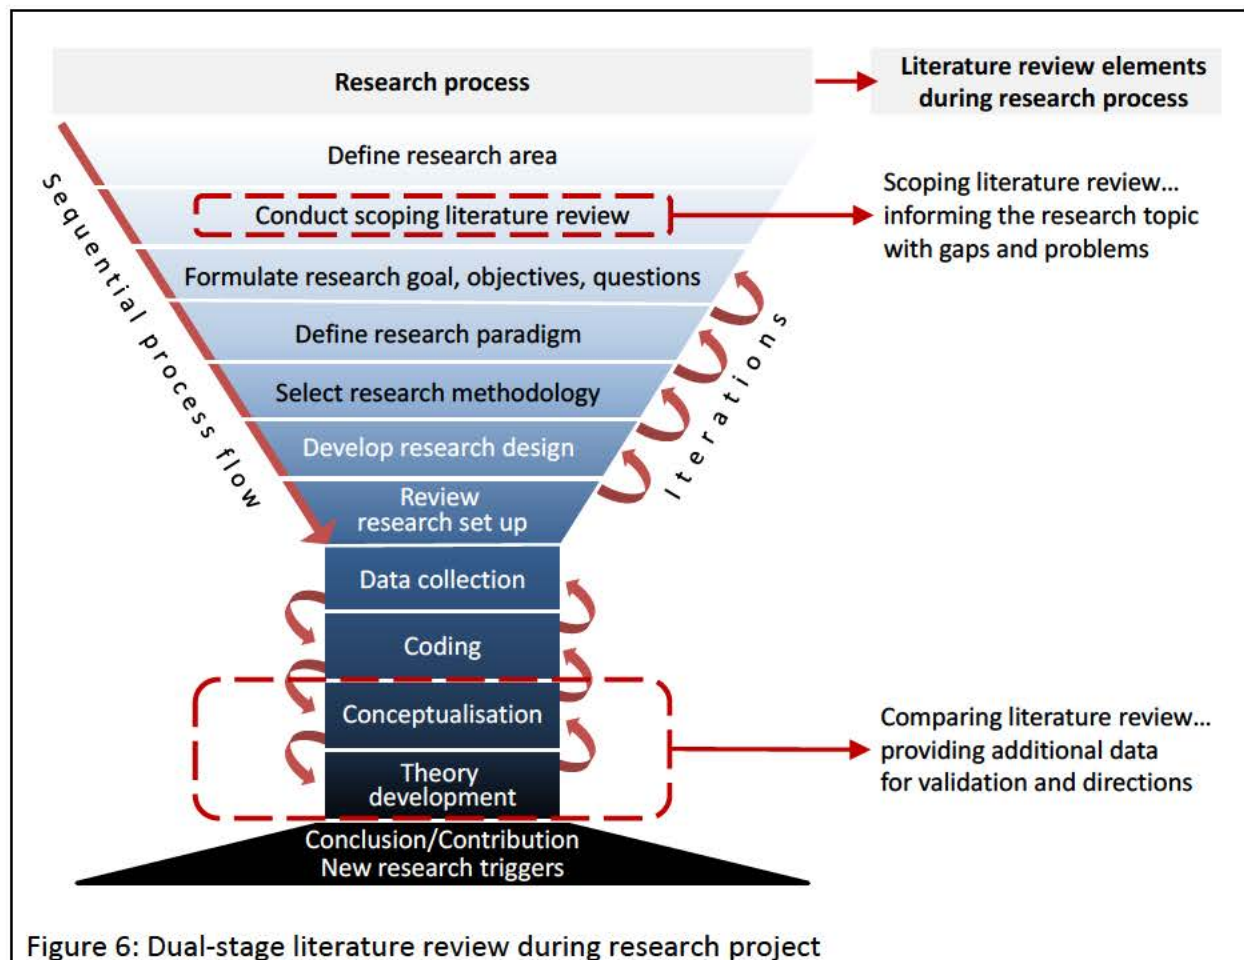 Research process
Literature review elements
during research process
Define research area
Conduct scoping literature review
Scoping literature review...
informing the research topic
with gaps and problems
Formulate research goal, objectives, questions
Define research paradigm
Select research methodology
Develop research design
Review
research set up
Sequential process flow
Iterations
Data collection
Coding
Conceptualisation
Theory
development
Comparing literature review...
providing additional data
for validation and directions
Conclusion/Contribution
New research triggers
Figure 6: Dual-stage literature review during research project